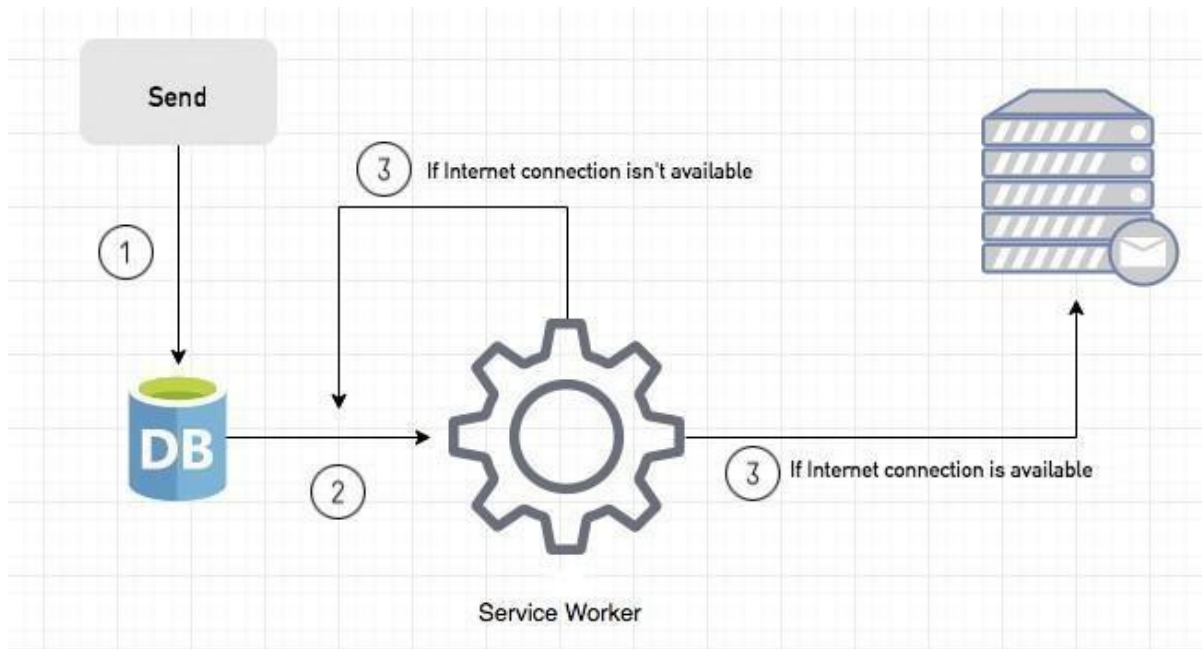 Send
3 If Internet connection isn't available
1
DB
2
3 If Internet connection is available
Service Worker